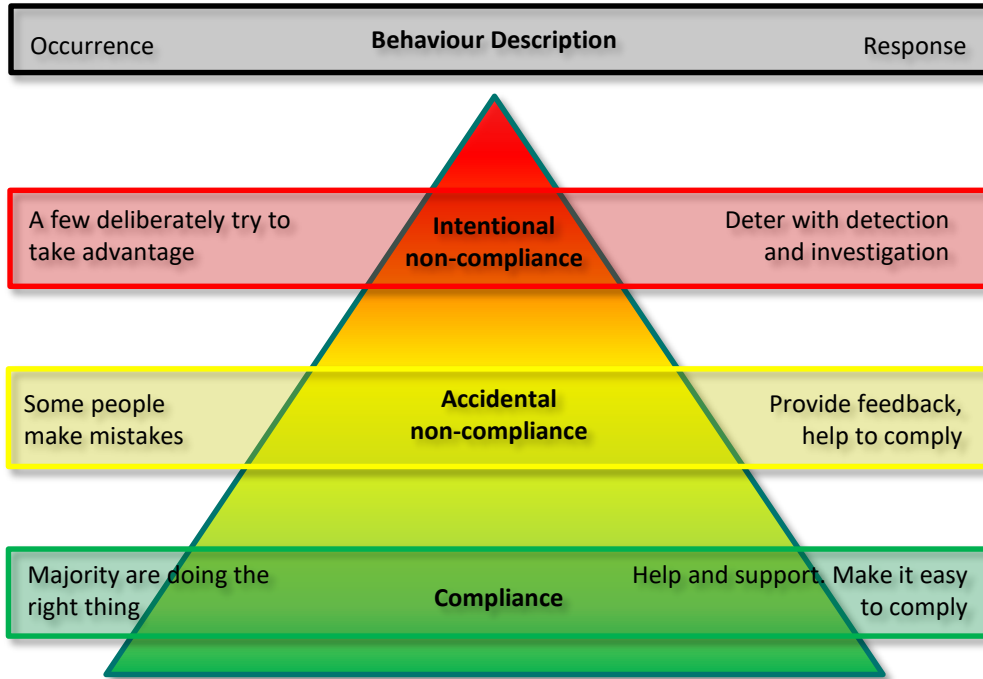 Occurrence
Behaviour Description
Response
A few deliberately try to
take advantage
Intentional
non-compliance
Deter with detection
and investigation
Some people
make mistakes
Accidental
non-compliance
Provide feedback,
help to comply
Majority are doing the
right thing
Compliance
Help and support. Make it easy
to comply